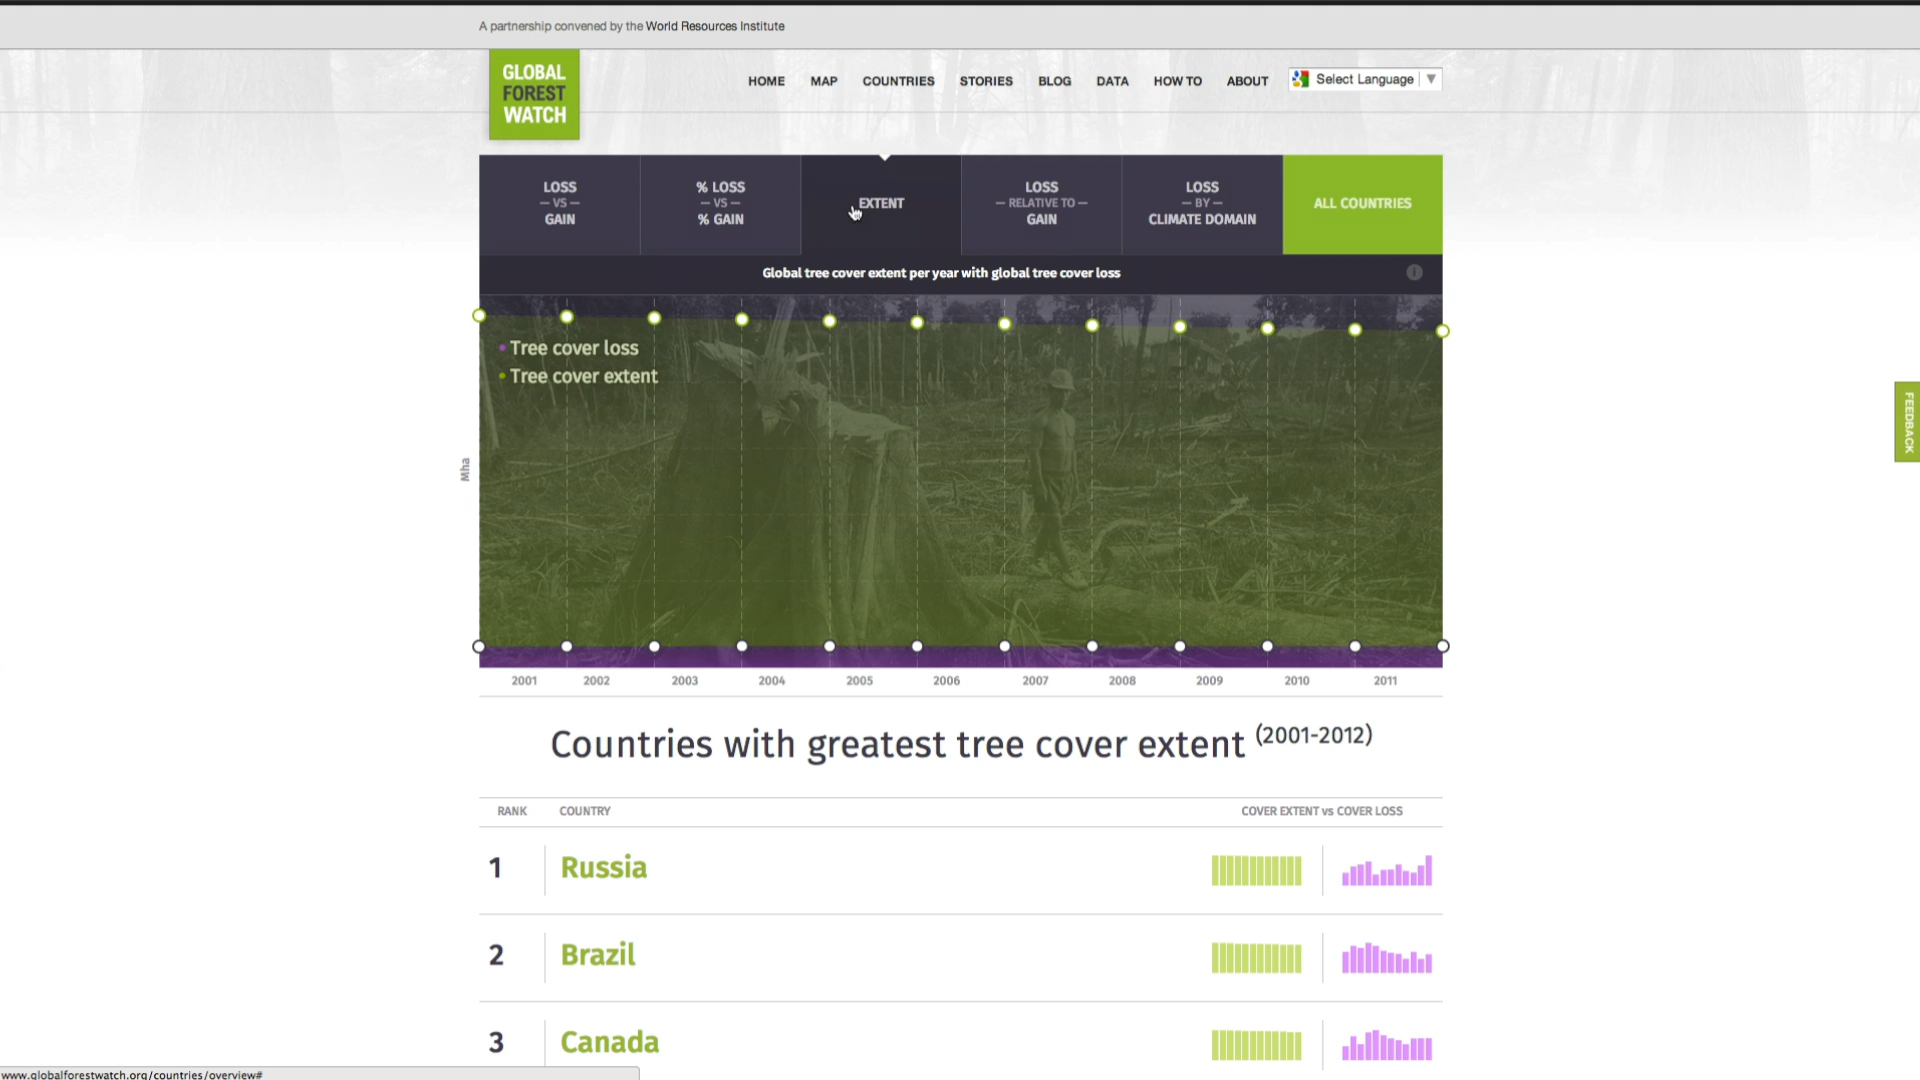 A partnership convened by the World Resources Institute
GLOBAL
FOREST
WATCH
HOME MAP COUNTRIES STORIES BLOG DATA HOW TO ABOUT Select Language ▼
LOSS
— VS —
GAIN
% LOSS
— VS —
% GAIN
EXTENT
LOSS
— RELATIVE TO —
GAIN
LOSS
— BY —
CLIMATE DOMAIN
ALL COUNTRIES
Global tree cover extent per year with global tree cover loss
i
Tree cover loss
Tree cover extent
Mha
FEEDBACK
2001 2002 2003 2004 2005 2006 2007 2008 2009 2010 2011
Countries with greatest tree cover extent (2001-2012)
RANK COUNTRY COVER EXTENT vs COVER LOSS
1 Russia
2 Brazil
3 Canada
www.globalforestwatch.org/countries/overview#